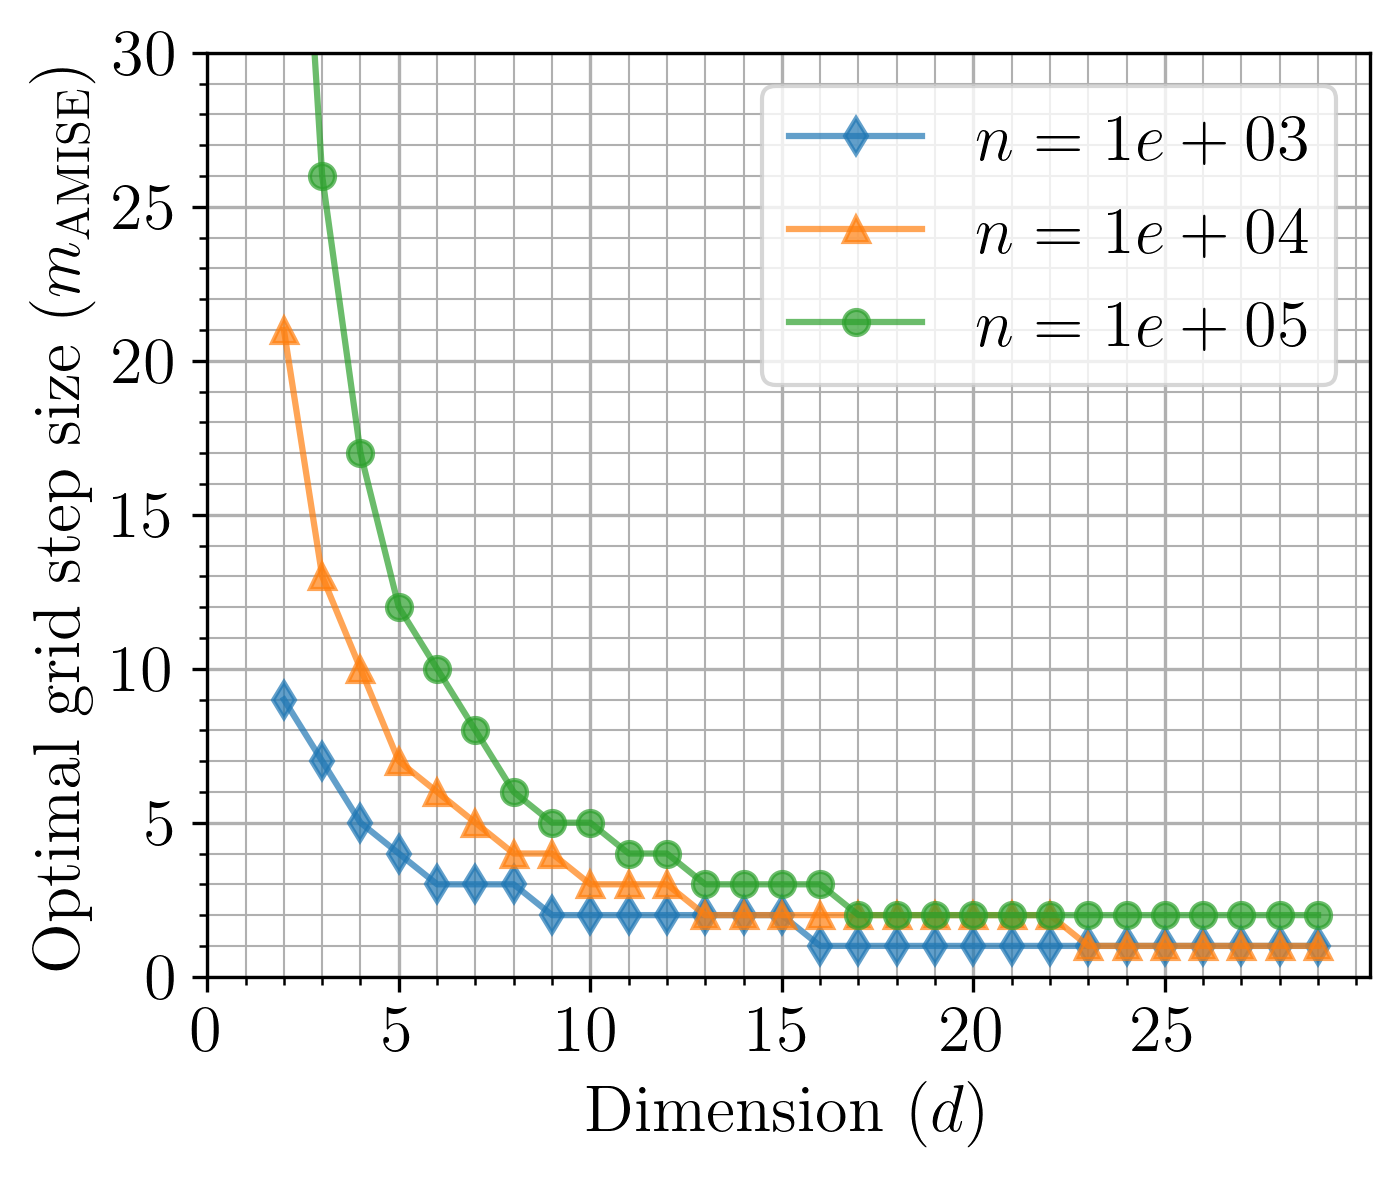 30
25
20
15
10
5
0
Optimal grid step size (m_AMISE)
n = 1e + 03
n = 1e + 04
n = 1e + 05
0 5 10 15 20 25
Dimension (d)